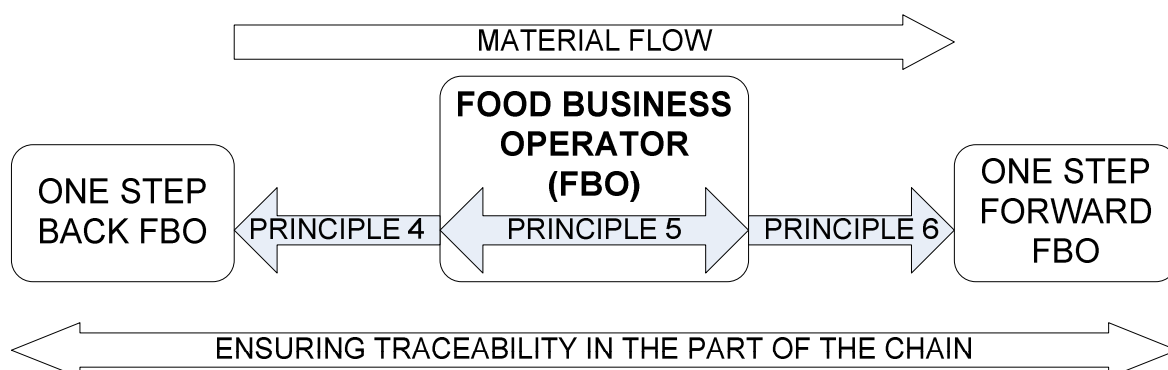 MATERIAL FLOW
FOOD BUSINESS
OPERATOR
(FBO)
ONE STEP
BACK FBO
PRINCIPLE 4
PRINCIPLE 5
PRINCIPLE 6
ONE STEP
FORWARD
FBO
ENSURING TRACEABILITY IN THE PART OF THE CHAIN